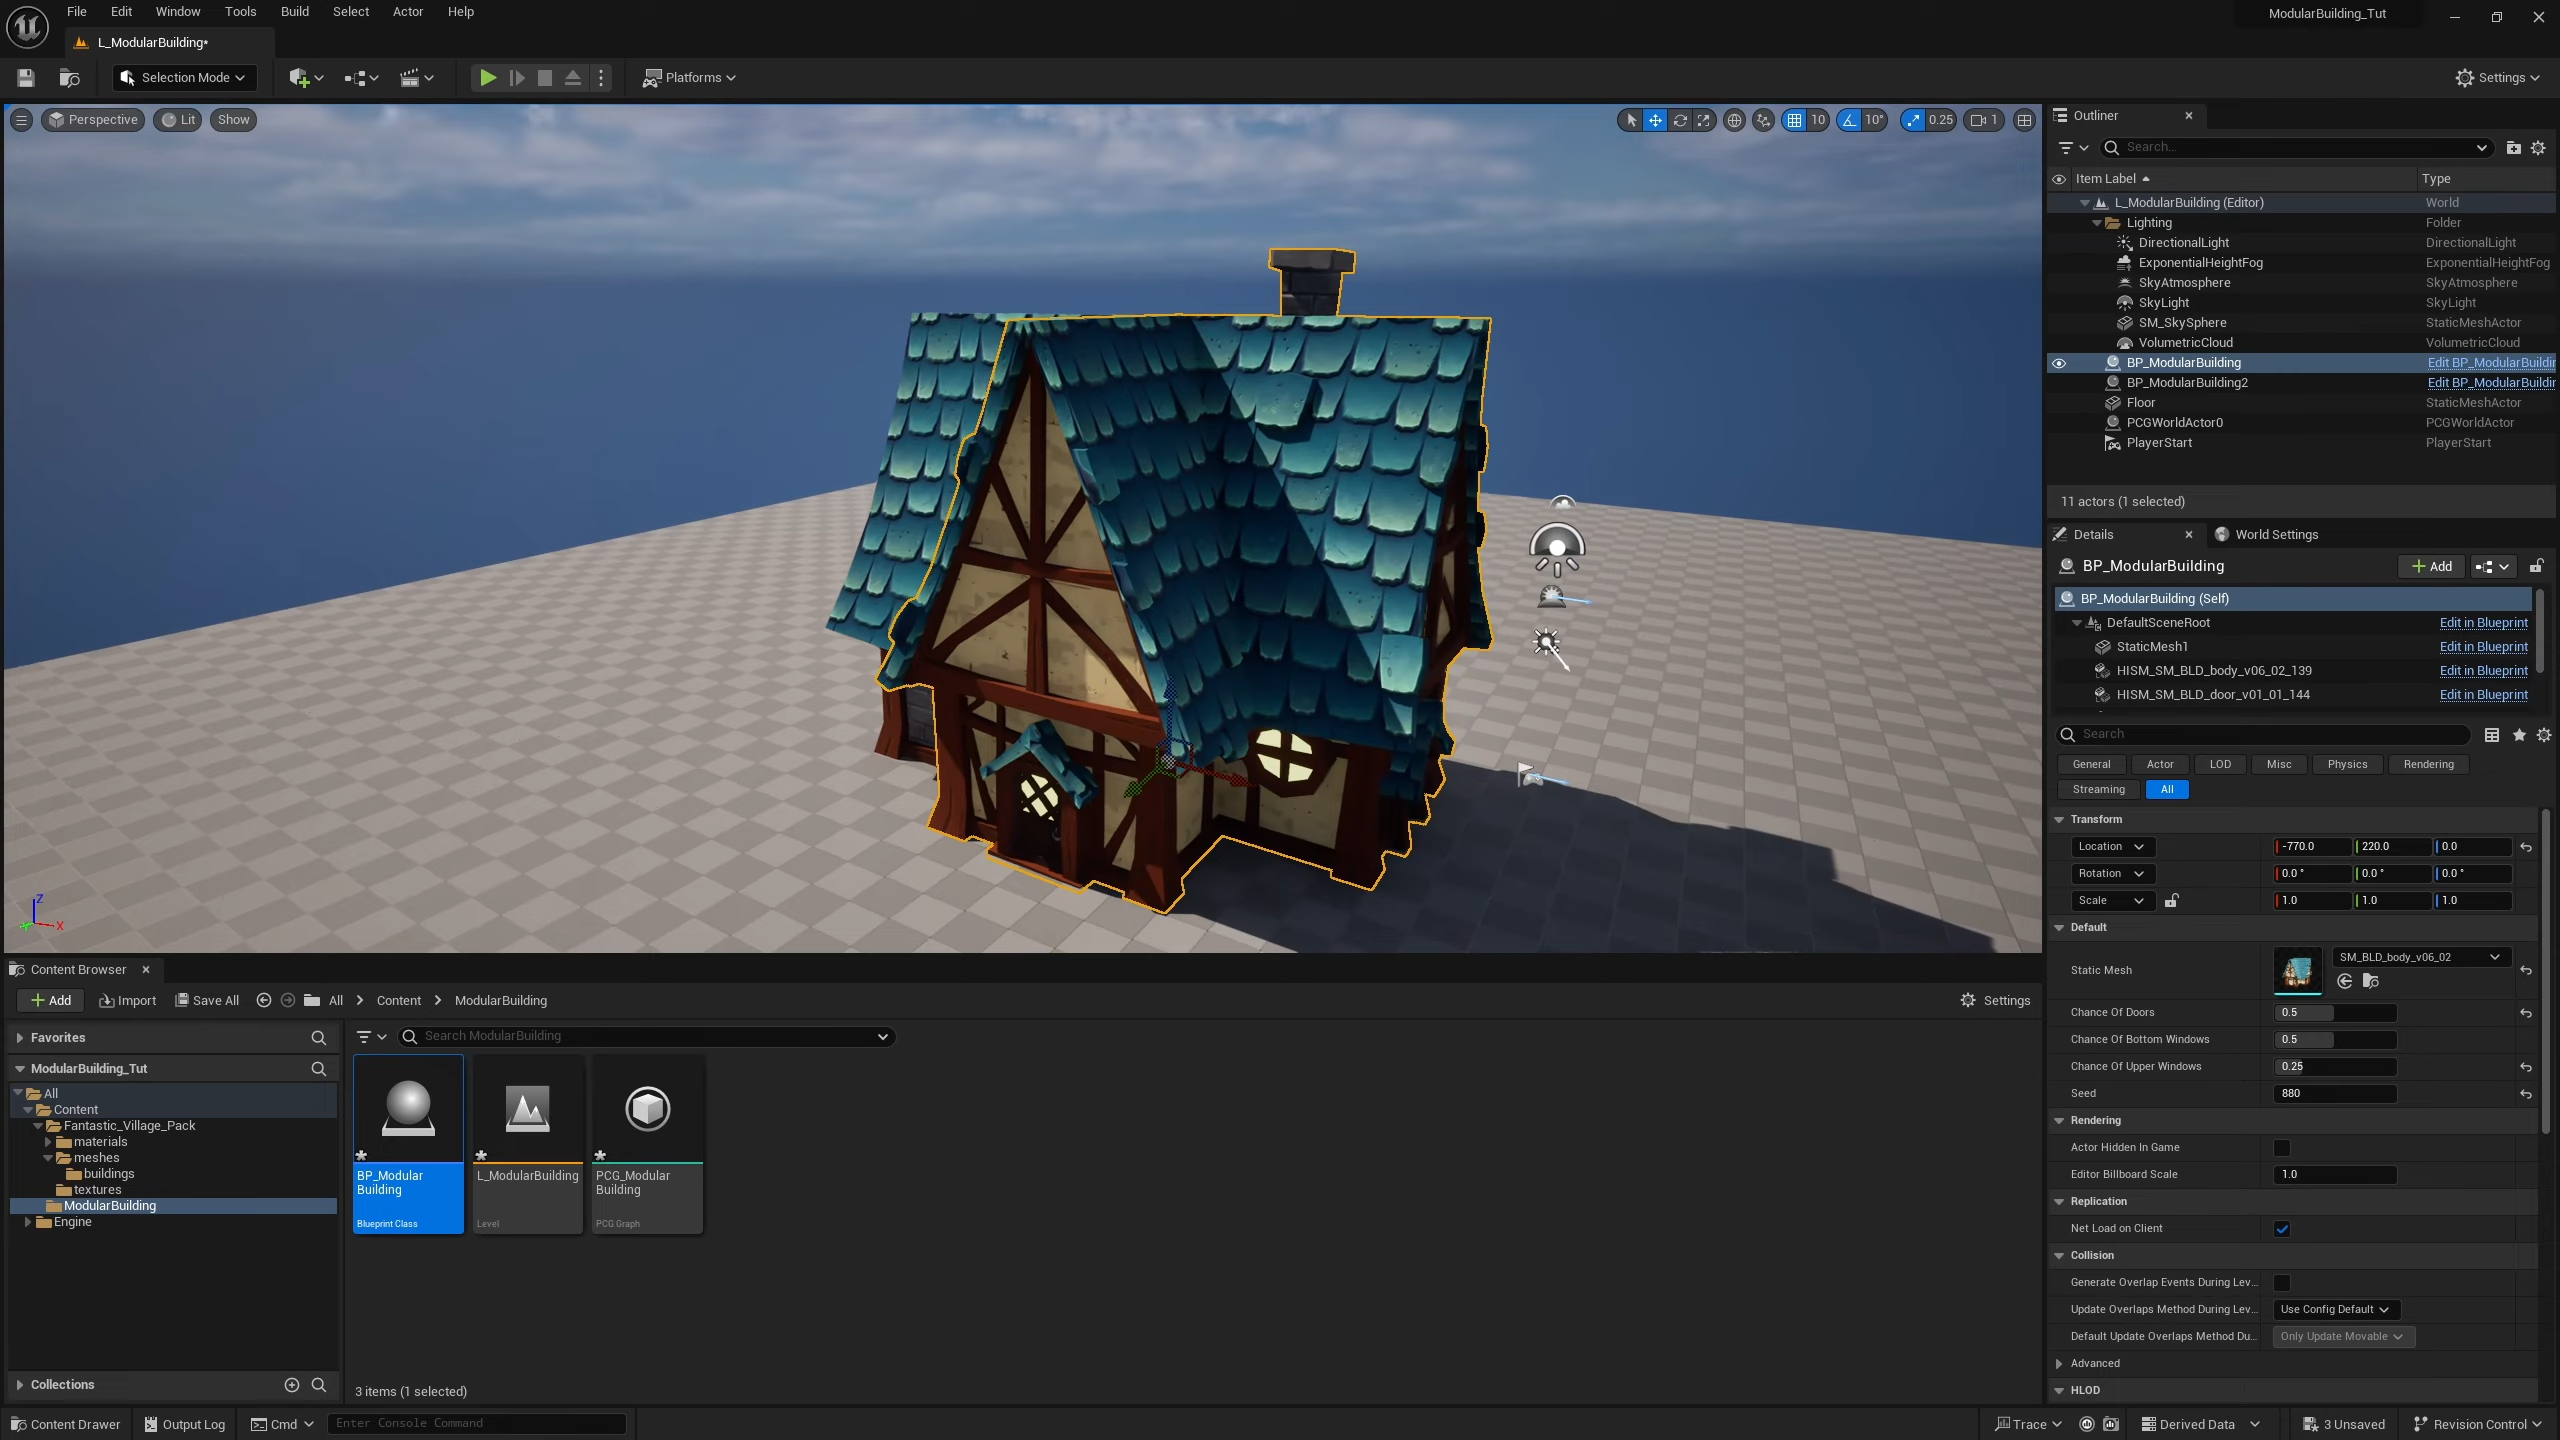 File Edit Window Tools Build Select Actor Help
ModularBuilding_Tut
L_ModularBuilding*
Selection Mode
Platforms
Settings
Perspective
Lit
Show
10
10°
0.25
1
Outliner
Search...
Item Label
Type
L_ModularBuilding (Editor)
World
Lighting
Folder
DirectionalLight
DirectionalLight
ExponentialHeightFog
ExponentialHeightFog
SkyAtmosphere
SkyAtmosphere
SkyLight
SkyLight
SM_SkySphere
StaticMeshActor
VolumetricCloud
VolumetricCloud
BP_ModularBuilding
Edit BP_ModularBuildin
BP_ModularBuilding2
Edit BP_ModularBuildin
Floor
StaticMeshActor
PCGWorldActor0
PCGWorldActor
PlayerStart
PlayerStart
11 actors (1 selected)
Details
World Settings
BP_ModularBuilding
Add
BP_ModularBuilding (Self)
DefaultSceneRoot
Edit in Blueprint
StaticMesh1
Edit in Blueprint
HISM_SM_BLD_body_v06_02_139
Edit in Blueprint
HISM_SM_BLD_door_v01_01_144
Edit in Blueprint
Search
General
Actor
LOD
Misc
Physics
Rendering
Streaming
All
Transform
Location
-770.0
220.0
0.0
Rotation
0.0 °
0.0 °
0.0 °
Scale
1.0
1.0
1.0
Default
Static Mesh
SM_BLD_body_v06_02
Chance Of Doors
0.5
Chance Of Bottom Windows
0.5
Chance Of Upper Windows
0.25
Seed
880
Rendering
Actor Hidden In Game
Editor Billboard Scale
1.0
Replication
Net Load on Client
Collision
Generate Overlap Events During Lev...
Update Overlaps Method During Lev...
Use Config Default
Default Update Overlaps Method Du...
Only Update Movable
Advanced
HLOD
Z
X
Content Browser
Add
Import
Save All
All
Content
ModularBuilding
Settings
Favorites
ModularBuilding_Tut
All
Content
Fantastic_Village_Pack
materials
meshes
buildings
textures
ModularBuilding
Engine
Collections
Search ModularBuilding
BP_Modular
Building
Blueprint Class
L_ModularBuilding
Level
PCG_Modular
Building
PCG Graph
3 items (1 selected)
Content Drawer
Output Log
Cmd
Enter Console Command
Trace
Derived Data
3 Unsaved
Revision Control